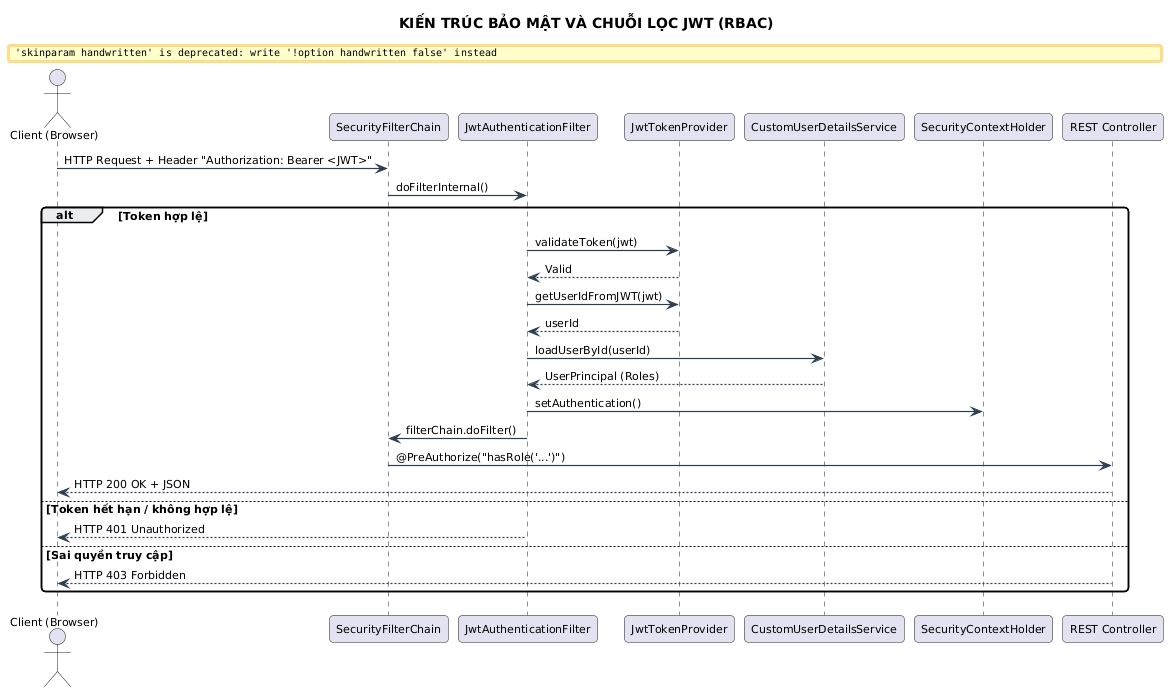 KIẾN TRÚC BẢO MẬT VÀ CHUỖI LỌC JWT (RBAC)
'skinparam handwritten' is deprecated: write '!option handwritten false' instead
Client (Browser)
SecurityFilterChain
JwtAuthenticationFilter
JwtTokenProvider
CustomUserDetailsService
SecurityContextHolder
REST Controller
HTTP Request + Header "Authorization: Bearer <JWT>"
doFilterInternal()
alt
[Token hợp lệ]
validateToken(jwt)
Valid
getUserIdFromJWT(jwt)
userId
loadUserById(userId)
UserPrincipal (Roles)
setAuthentication()
filterChain.doFilter()
@PreAuthorize("hasRole('...')")
HTTP 200 OK + JSON
[Token hết hạn / không hợp lệ]
HTTP 401 Unauthorized
[Sai quyền truy cập]
HTTP 403 Forbidden
Client (Browser)
SecurityFilterChain
JwtAuthenticationFilter
JwtTokenProvider
CustomUserDetailsService
SecurityContextHolder
REST Controller